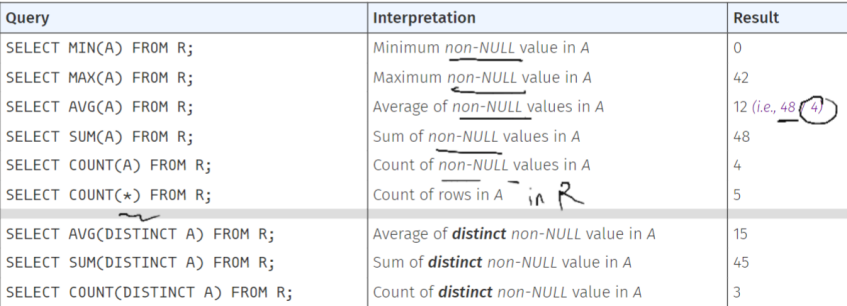 Query Interpretation Result
SELECT MIN(A) FROM R; Minimum non-NULL value in A 0
SELECT MAX(A) FROM R; Maximum non-NULL value in A 42
SELECT AVG(A) FROM R; Average of non-NULL values in A 12 (i.e., 48 / 4)
SELECT SUM(A) FROM R; Sum of non-NULL values in A 48
SELECT COUNT(A) FROM R; Count of non-NULL values in A 4
SELECT COUNT(*) FROM R; Count of rows in A in R 5
SELECT AVG(DISTINCT A) FROM R; Average of distinct non-NULL value in A 15
SELECT SUM(DISTINCT A) FROM R; Sum of distinct non-NULL value in A 45
SELECT COUNT(DISTINCT A) FROM R; Count of distinct non-NULL value in A 3